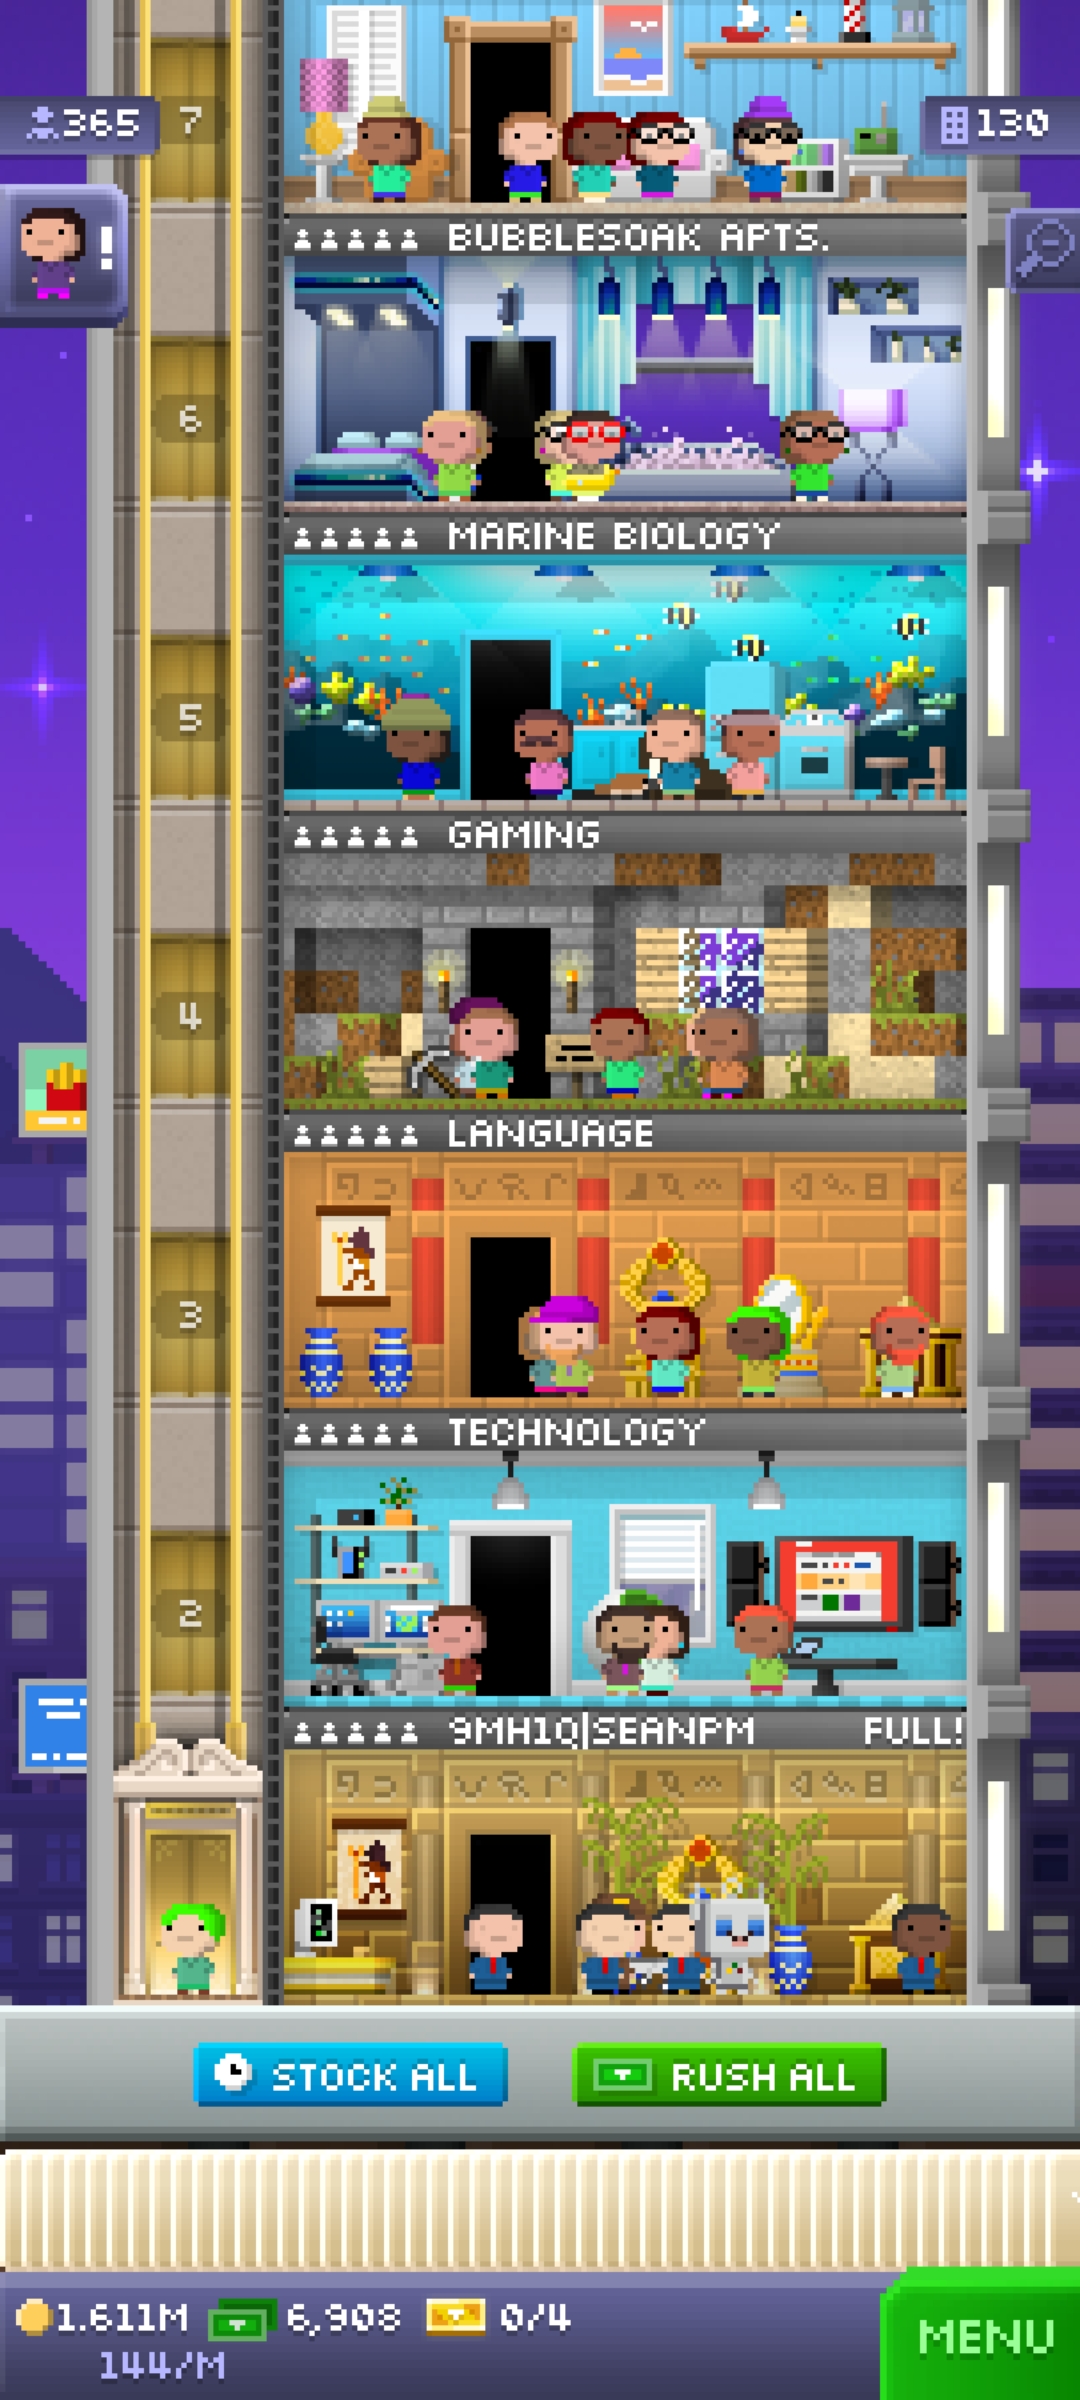 7
365
130
!
BUBBLESOAK APTS.
6
MARINE BIOLOGY
5
GAMING
4
LANGUAGE
3
TECHNOLOGY
2
9MH1Q|SEANPM FULL!
STOCK ALL
RUSH ALL
1.611M 6,908 0/4
144/M
MENU